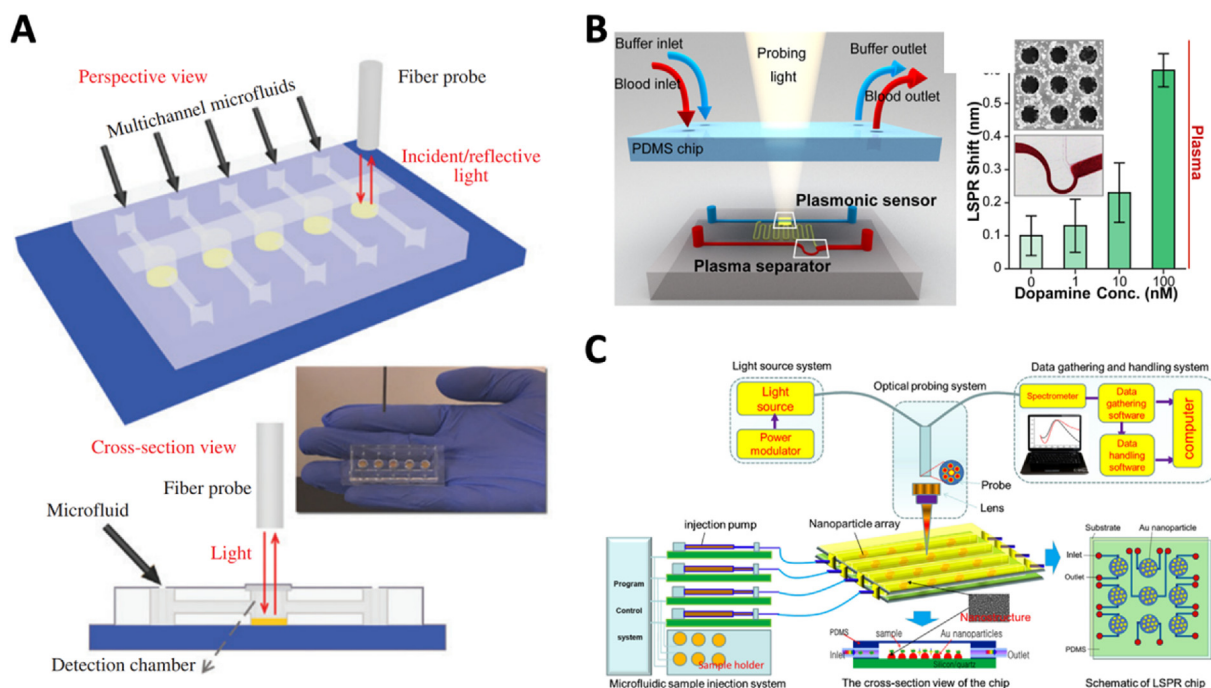 A
Perspective view
Fiber probe
Multichannel microfluids
Incident/reflective
light
Cross-section view
Fiber probe
Microfluid
Light
Detection chamber
B
Buffer inlet
Blood inlet
Probing
light
Buffer outlet
Blood outlet
PDMS chip
Plasmonic sensor
Plasma separator
LSPR Shift (nm)
0.5
0.4
0.3
0.2
0.1
0
0 1 10 100
Dopamine Conc. (nM)
Plasma
C
Light source system
Light
source
Power
modulator
Optical probing system
Probe
Lens
Data gathering and handling system
Spectrometer
Data
gathering
software
Data
handling
software
computer
injection pump
Nanoparticle array
Program
Control
system
Sample holder
Microfluidic sample injection system
Nanostructure
PDMS
sample
Au nanoparticles
Inlet
Outlet
Silicon/quartz
The cross-section view of the chip
Substrate
Au nanoparticle
Inlet
Outlet
PDMS
Schematic of LSPR chip